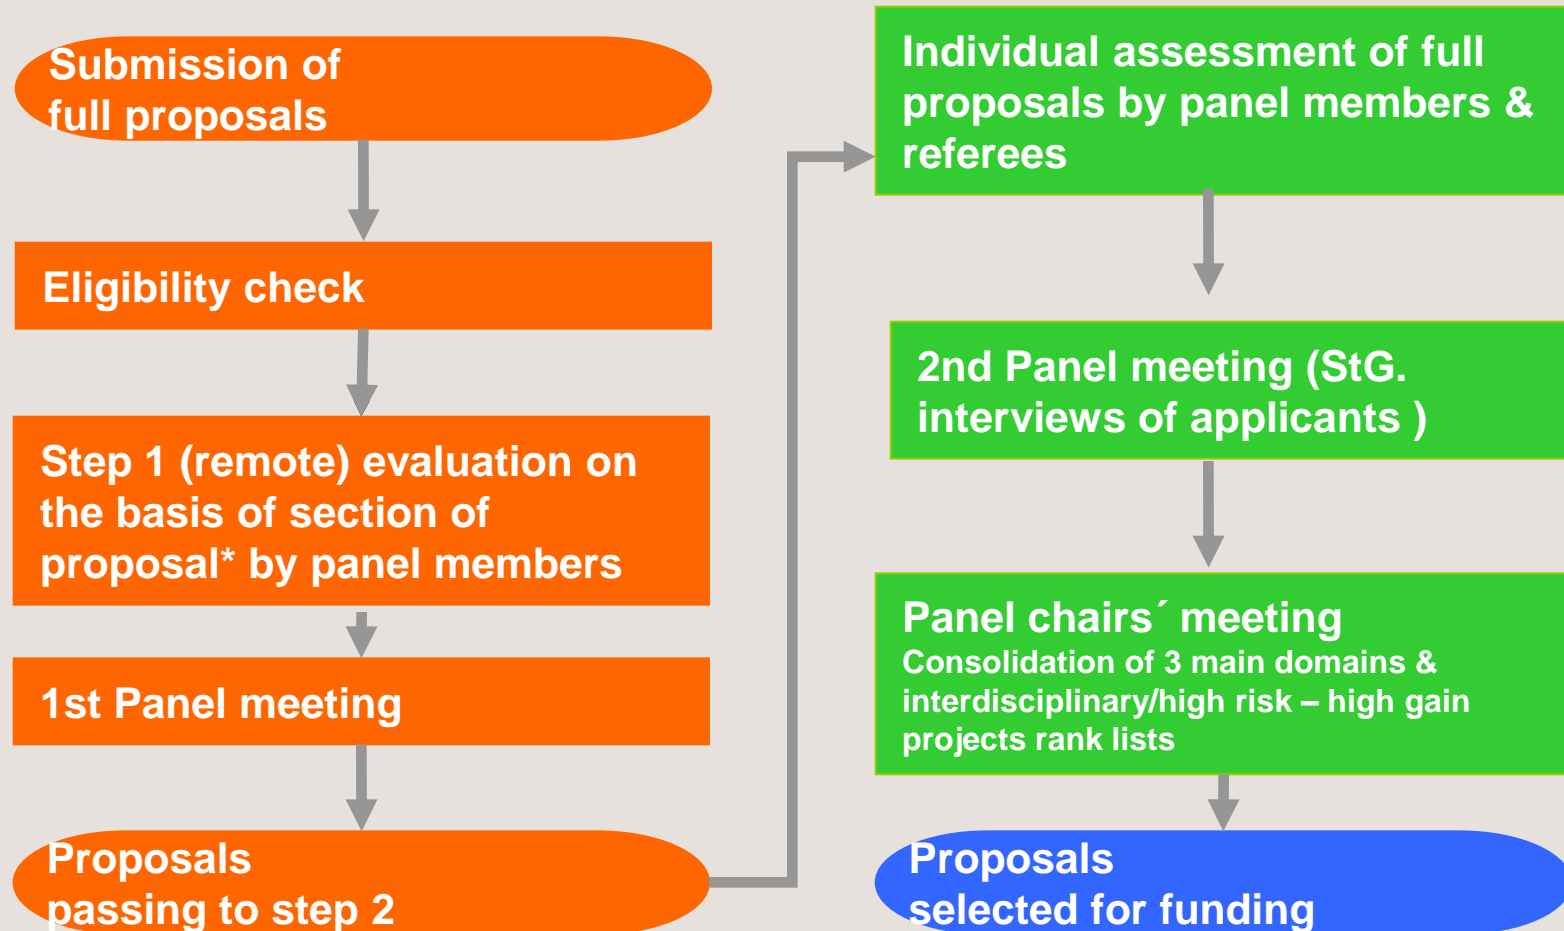 Submission of
full proposals
Eligibility check
Step 1 (remote) evaluation on
the basis of section of
proposal* by panel members
1st Panel meeting
Proposals
passing to step 2
Individual assessment of full
proposals by panel members &
referees
2nd Panel meeting (StG.
interviews of applicants )
Panel chairs´ meeting
Consolidation of 3 main domains &
interdisciplinary/high risk – high gain
projects rank lists
Proposals
selected for funding